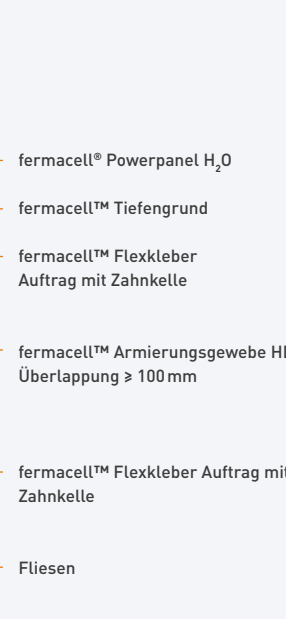 fermacell® Powerpanel H₂O
fermacell™ Tiefengrund
fermacell™ Flexkleber
Auftrag mit Zahnkelle
fermacell™ Armierungsgewebe
Überlappung ≥ 100 mm
fermacell™ Flexkleber Auftrag mit
Zahnkelle
Fliesen